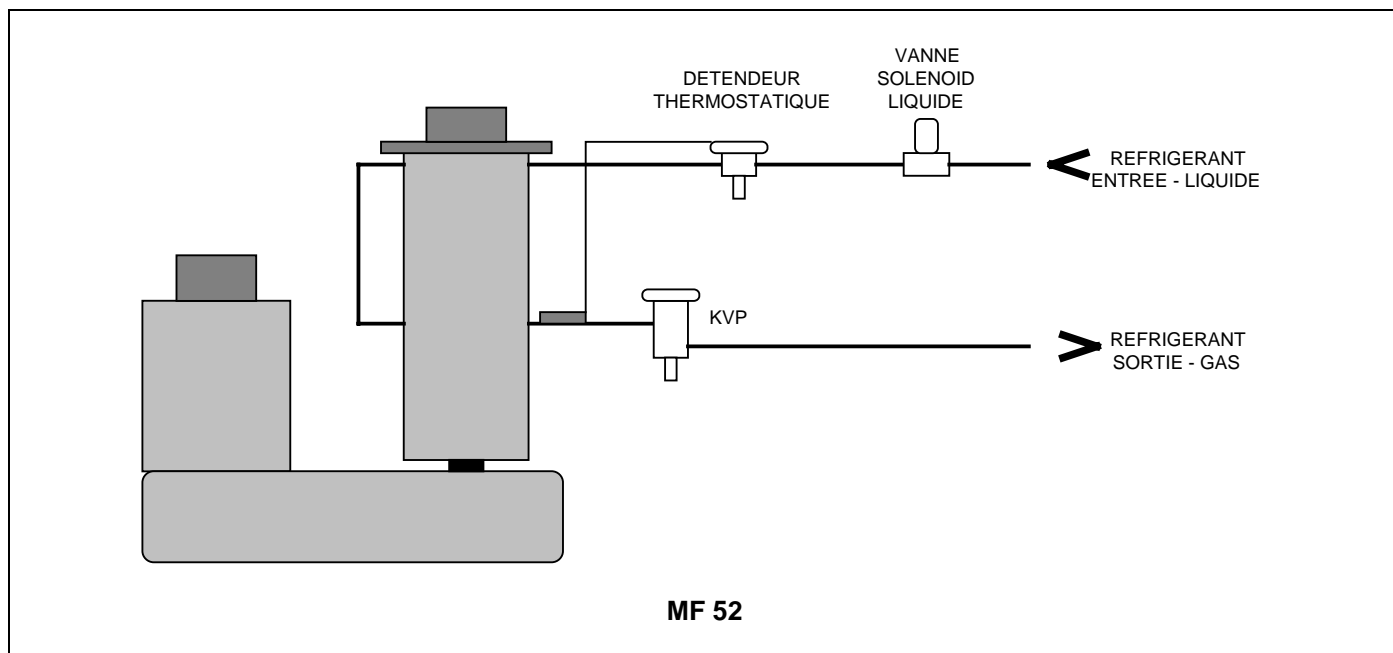 VANNE
SOLENOID
LIQUIDE
DETENDEUR
THERMOSTATIQUE
REFRIGERANT
ENTREE - LIQUIDE
KVP
REFRIGERANT
SORTIE - GAS
MF 52